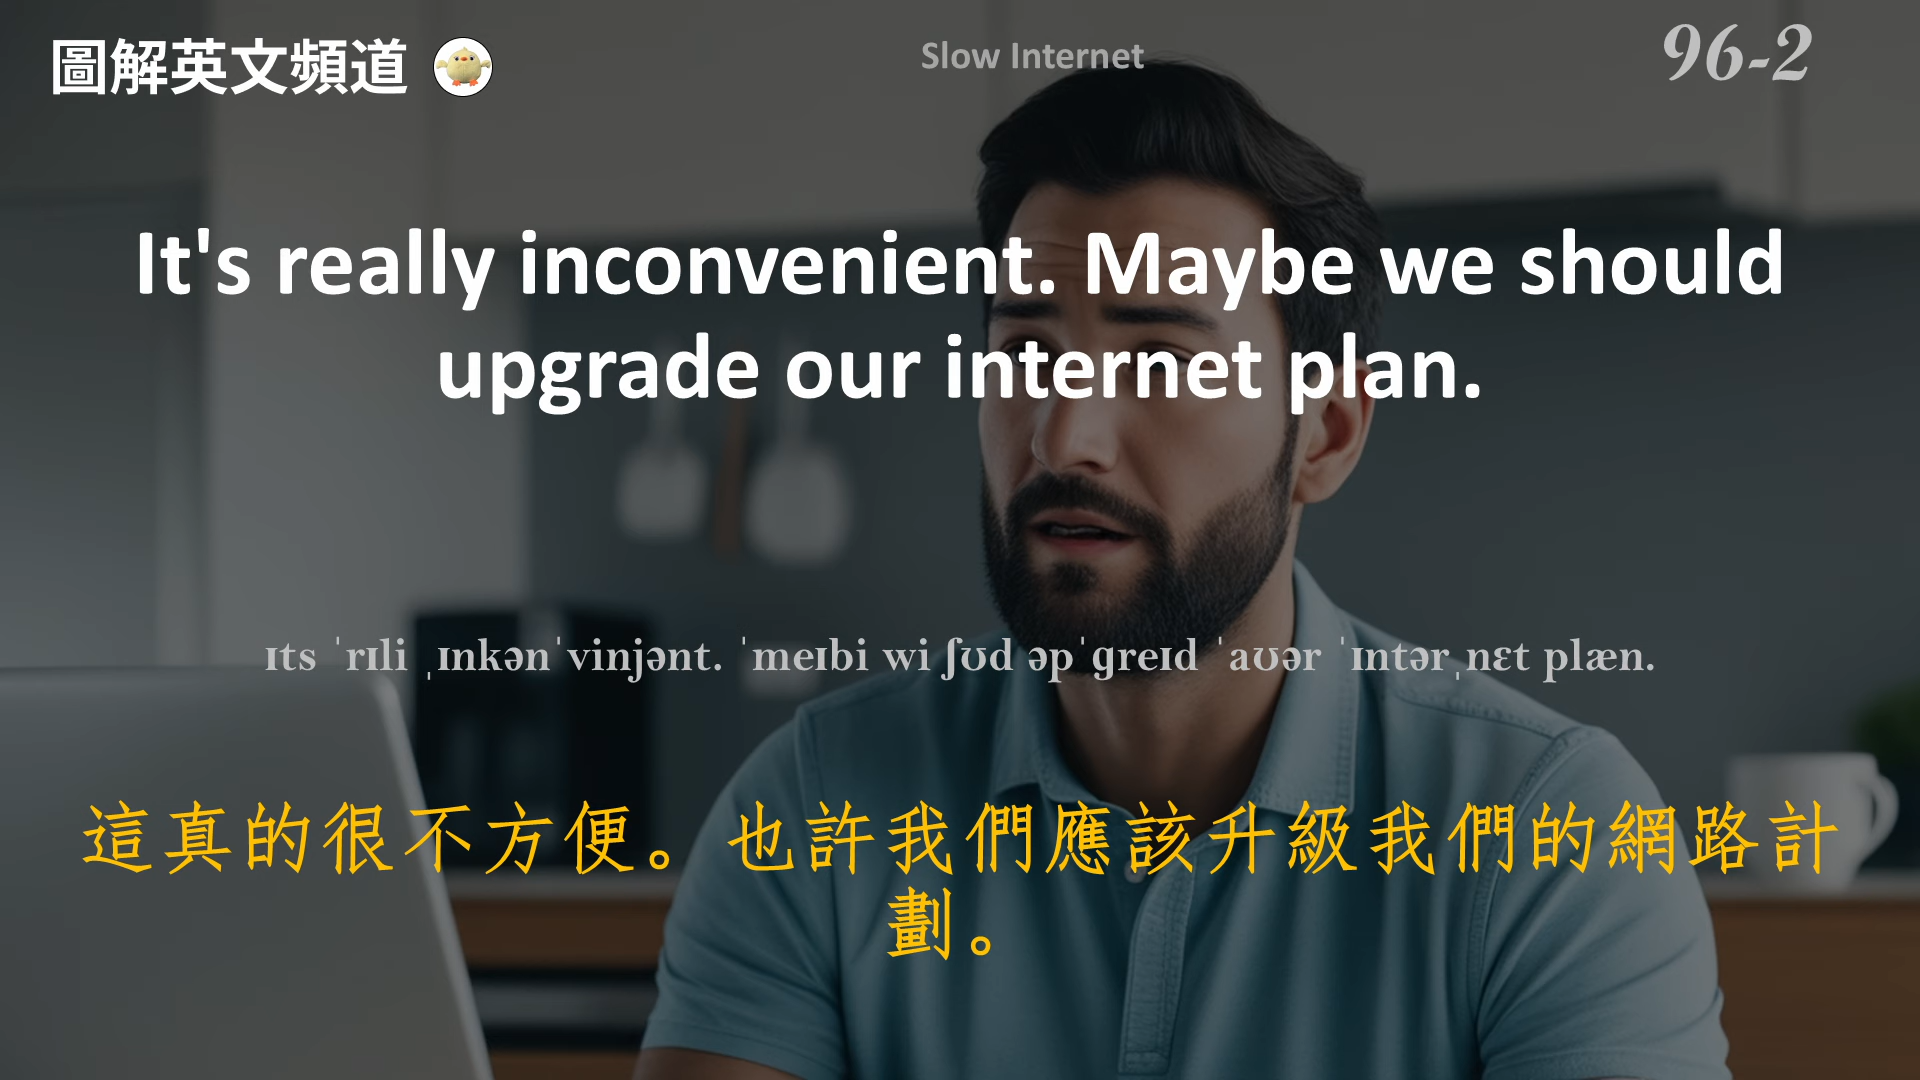 圖解英文頻道
Slow Internet
96-2
It's really inconvenient. Maybe we should
upgrade our internet plan.
ɪts ˈrɪli ˌɪnkənˈvinjənt. ˈmeɪbi wi ʃʊd əpˈɡreɪd ˈaʊər ˈɪntərˌnɛt plæn.
這真的很不方便。也許我們應該升級我們的網路計
劃。